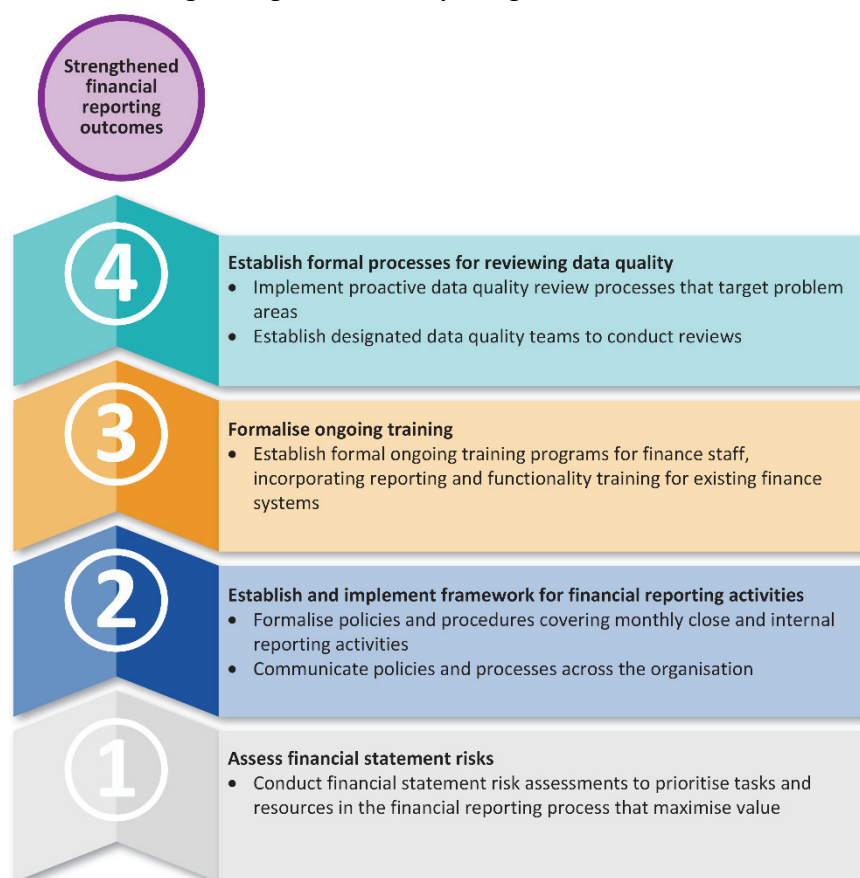 Strengthened
financial
reporting
outcomes
4
Establish formal processes for reviewing data quality
• Implement proactive data quality review processes that target problem
areas
• Establish designated data quality teams to conduct reviews
3
Formalise ongoing training
• Establish formal ongoing training programs for finance staff,
incorporating reporting and functionality training for existing finance
systems
2
Establish and implement framework for financial reporting activities
• Formalise policies and procedures covering monthly close and internal
reporting activities
• Communicate policies and processes across the organisation
1
Assess financial statement risks
• Conduct financial statement risk assessments to prioritise tasks and
resources in the financial reporting process that maximise value